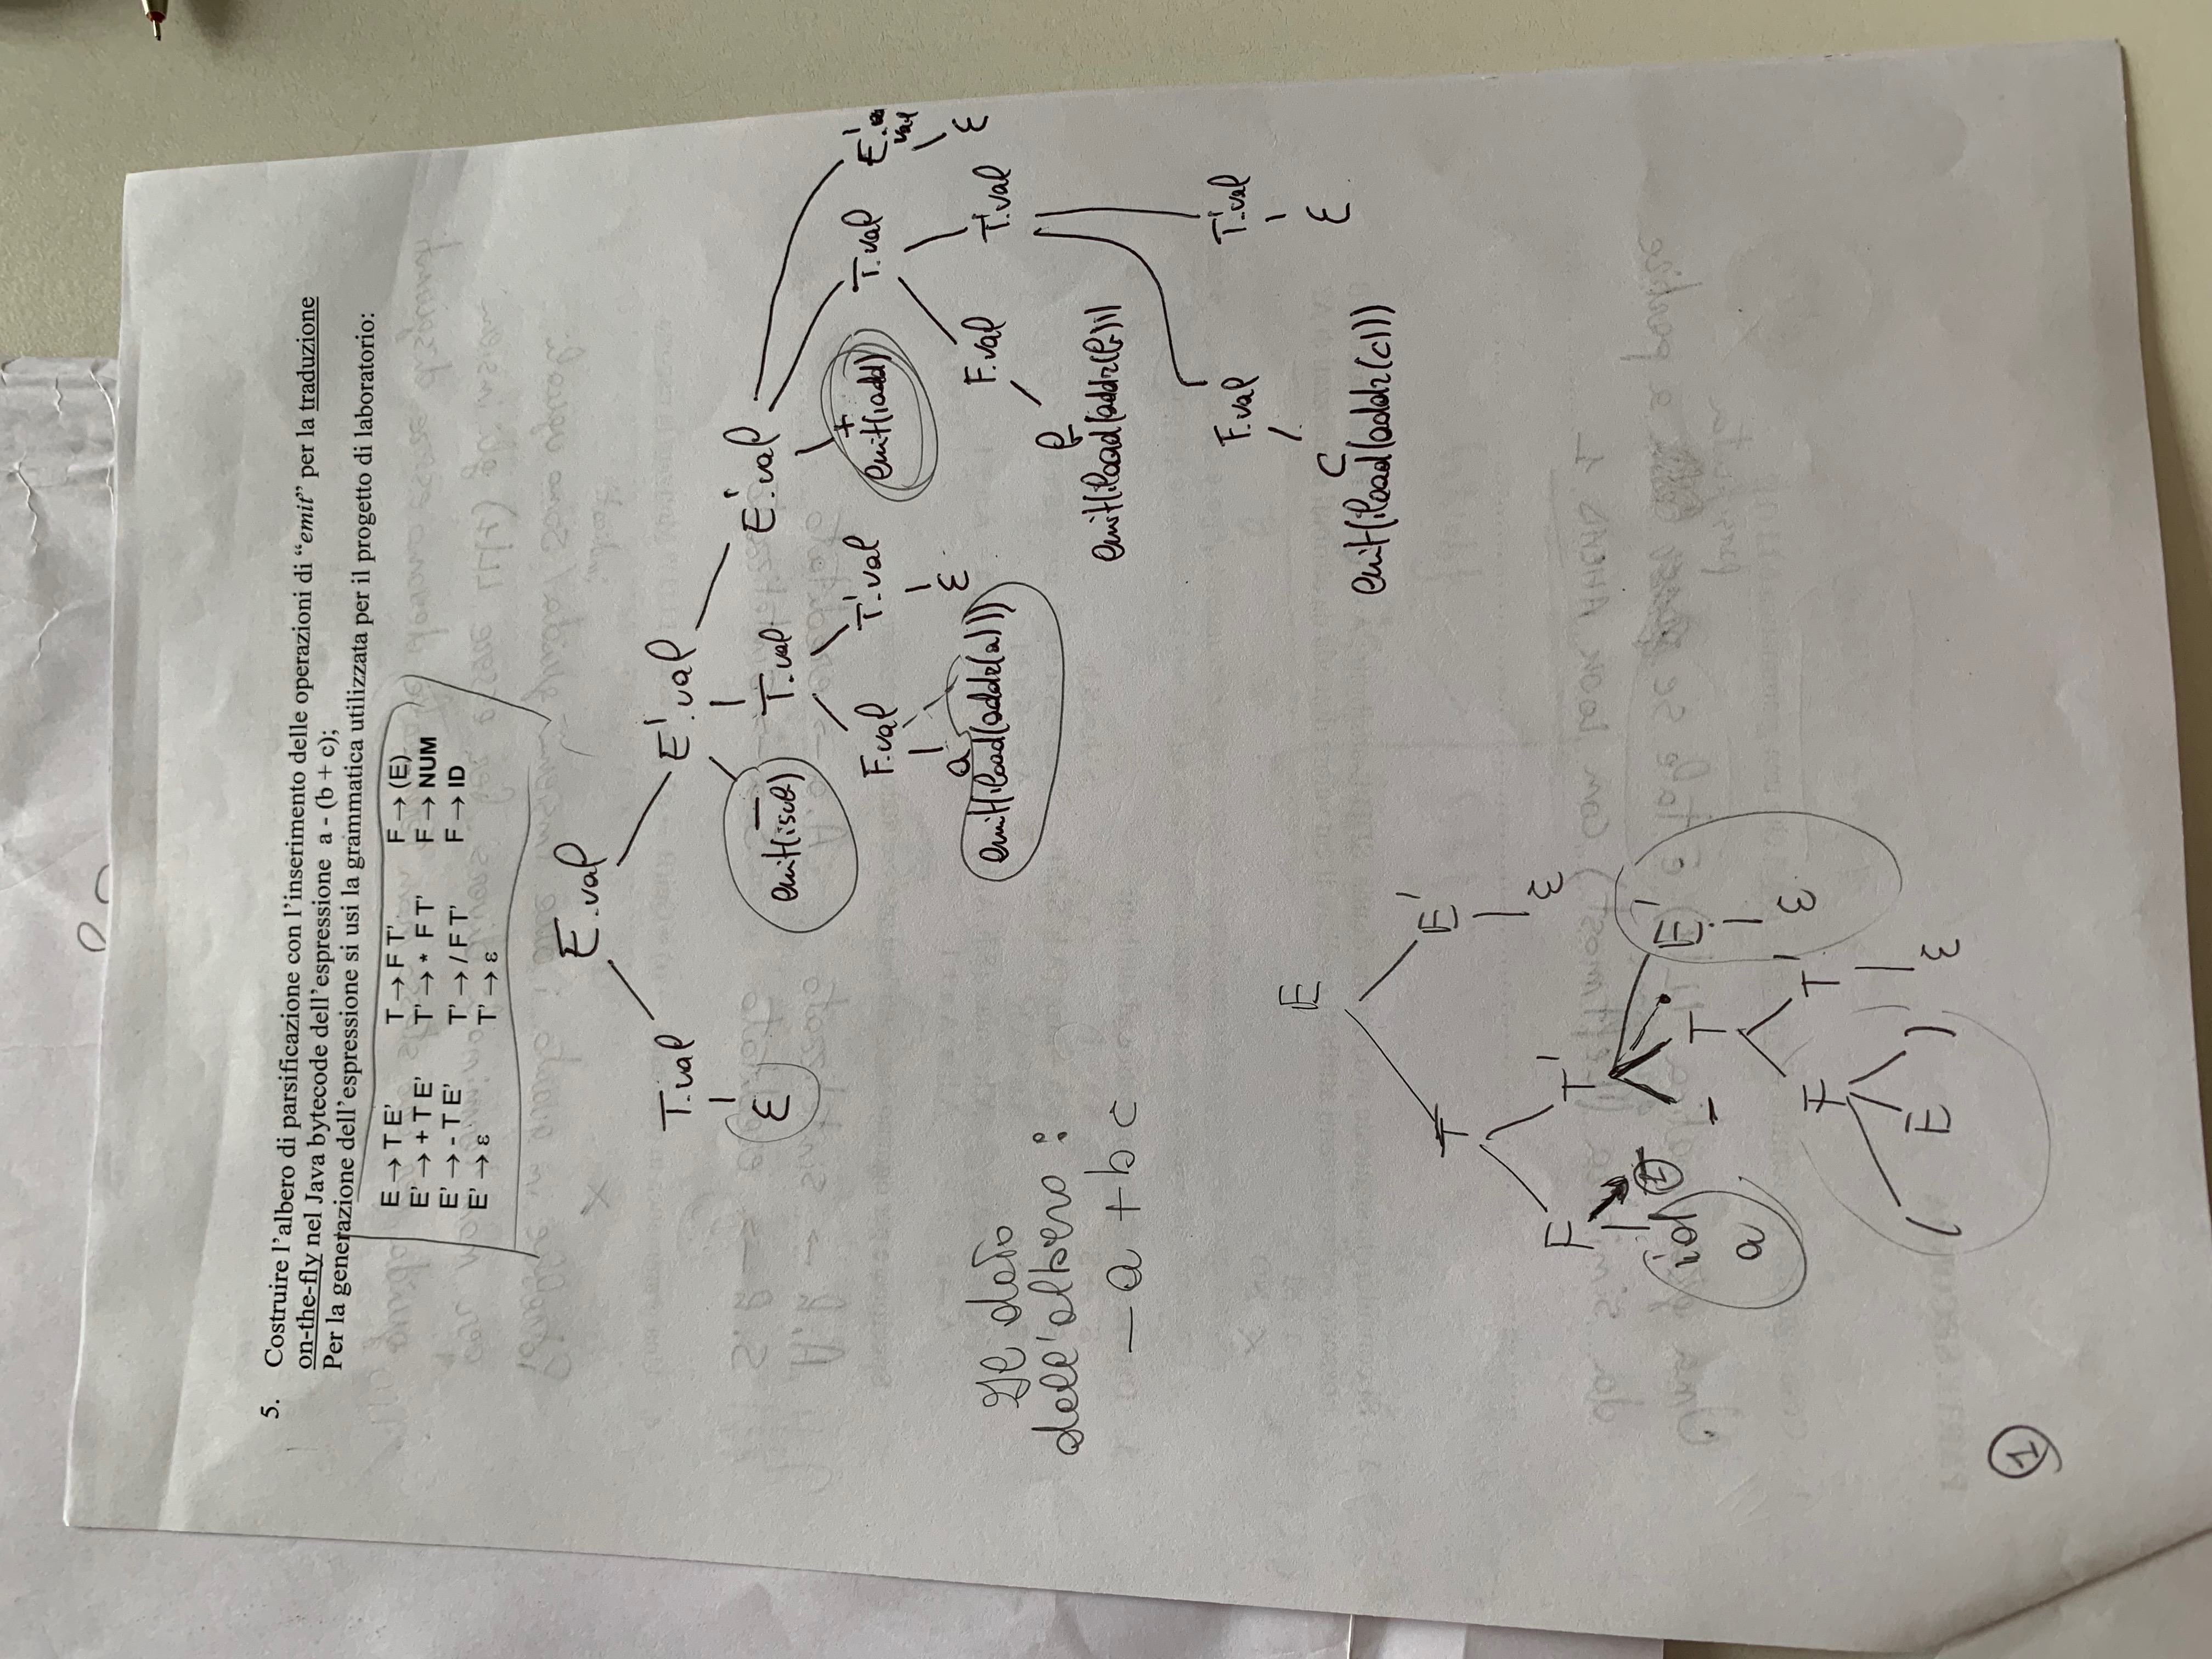 5. Costruire l'albero di parsificazione con l'inserimento delle operazioni di "emit" per la traduzione
on-the-fly nel Java bytecode dell'espressione a - (b + c);
Per la generazione dell'espressione si usi la grammatica utilizzata per il progetto di laboratorio:
E → T E' T → F T' F → (E)
E' → + T E' T' → * F T' F → NUM
E' → - T E' T' → / F T' F → ID
E' → ε T' → ε
E.val
T.val E'.val
ε - T.val E'.val
emit(isub)
F.val T'.val + T.val E'.val
emit(iadd)
a ε F.val T'.val ε
emit(iload(addr(a)))
Il dato
dell'albero :
- a + b c
b
emit(iload(addr(b)))
F.val T'.val
c ε
emit(iload(addr(c)))
E
T E'
F T' ε
id - T E'
a
F T' ε
( E ) ε
1